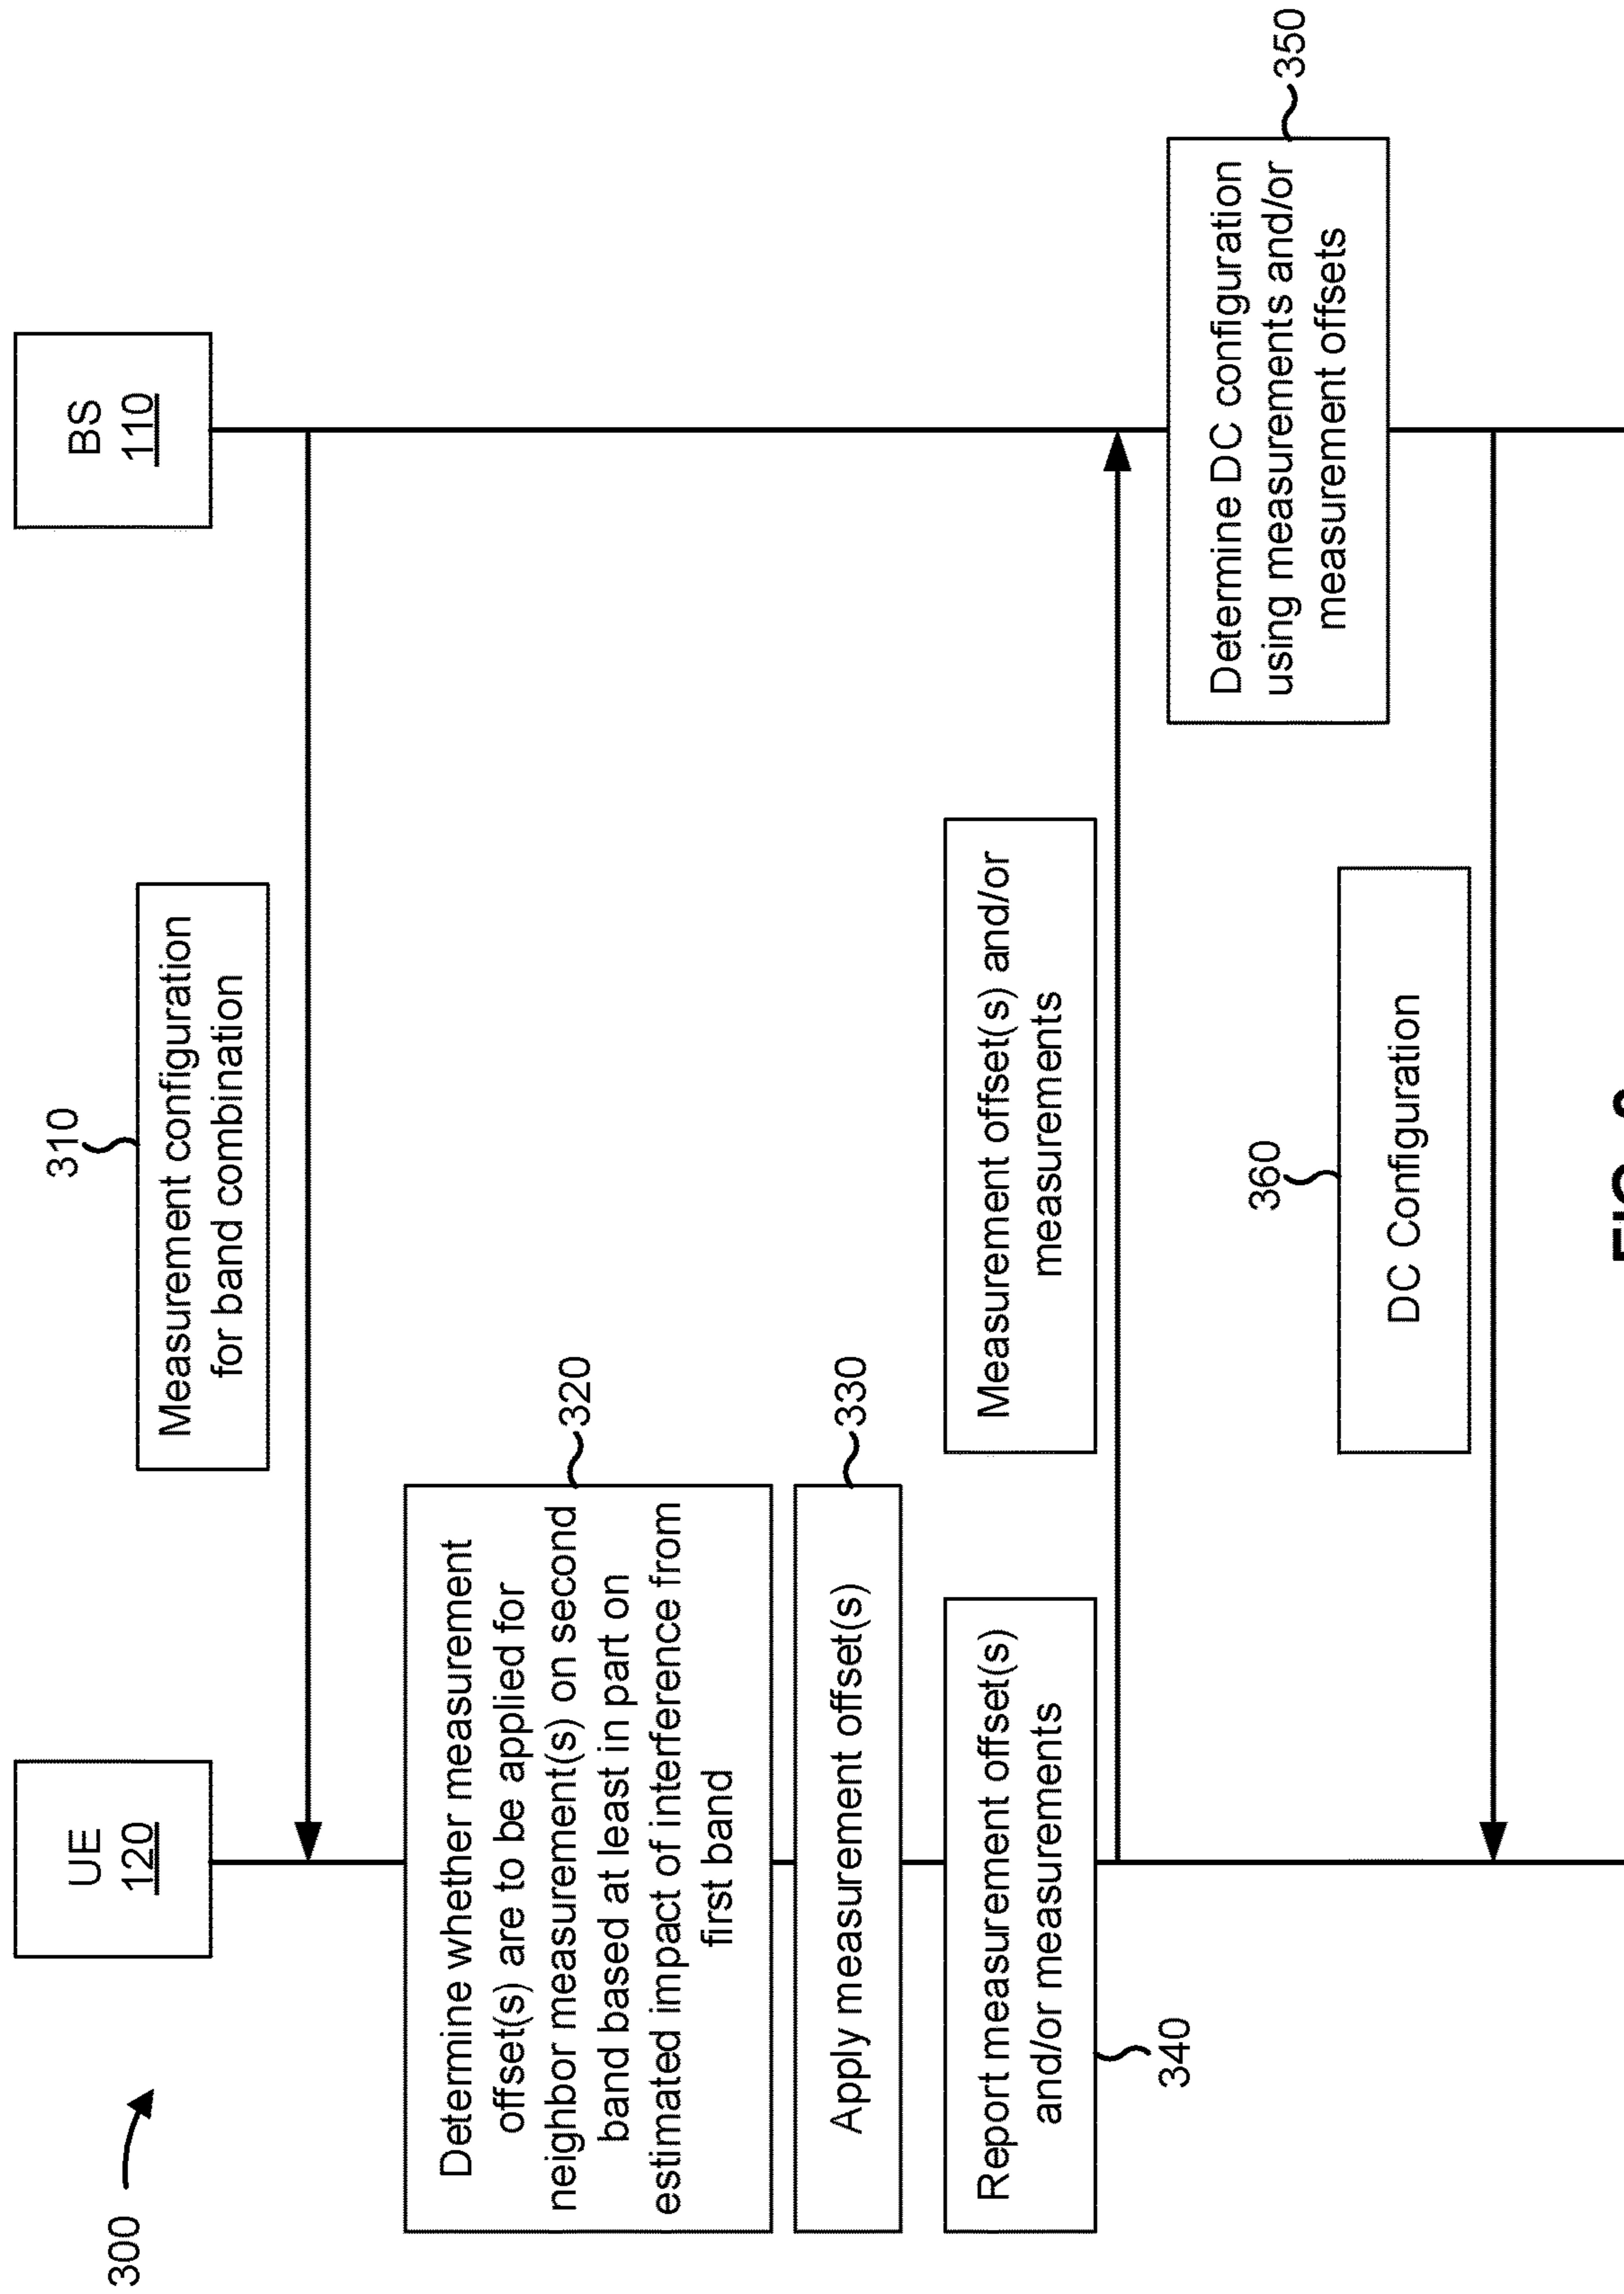 300
UE
120
BS
110
310
Measurement configuration
for band combination
Determine whether measurement
offset(s) are to be applied for
neighbor measurement(s) on second
band based at least in part on
estimated impact of interference from
first band
320
Apply measurement offset(s)
330
Report measurement offset(s)
and/or measurements
340
Measurement offset(s) and/or
measurements
Determine DC configuration
using measurements and/or
measurement offsets
350
360
DC Configuration
FIG.